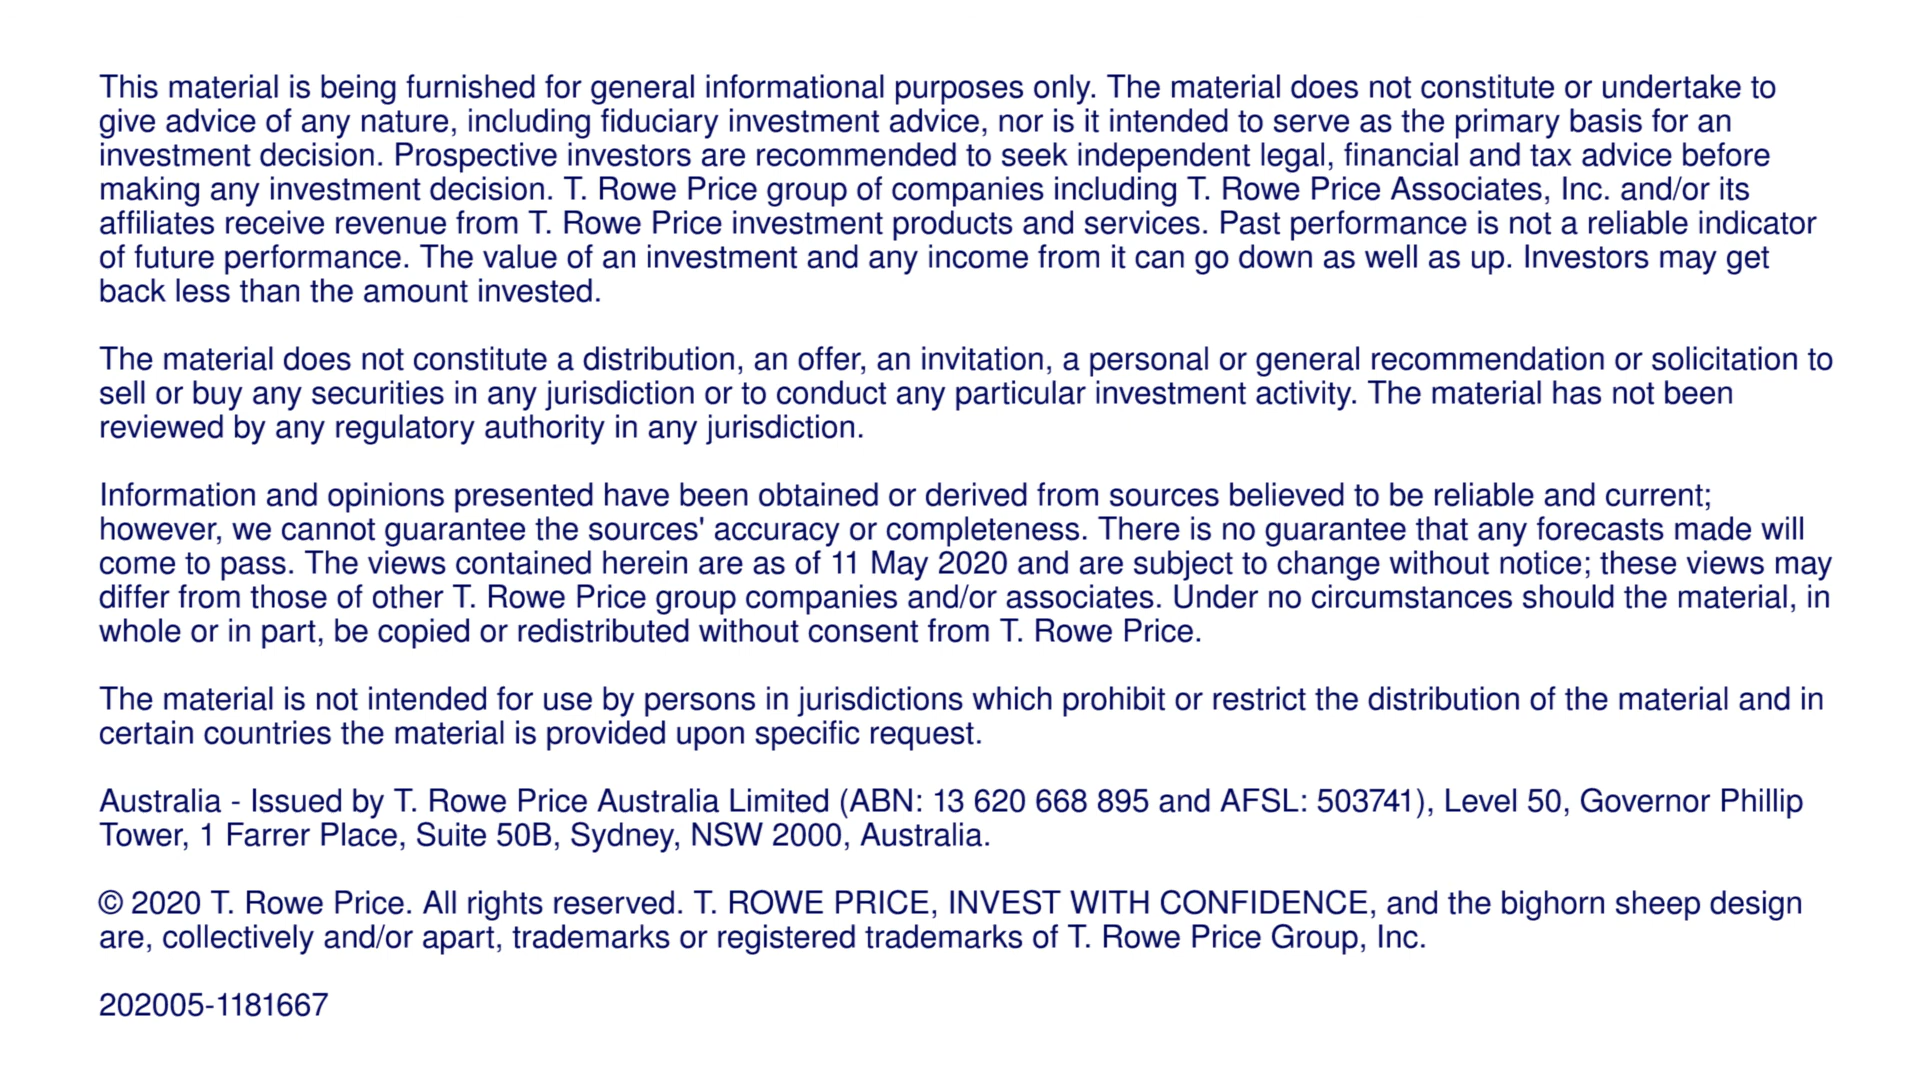 This material is being furnished for general informational purposes only. The material does not constitute or undertake to
give advice of any nature, including fiduciary investment advice, nor is it intended to serve as the primary basis for an
investment decision. Prospective investors are recommended to seek independent legal, financial and tax advice before
making any investment decision. T. Rowe Price group of companies including T. Rowe Price Associates, Inc. and/or its
affiliates receive revenue from T. Rowe Price investment products and services. Past performance is not a reliable indicator
of future performance. The value of an investment and any income from it can go down as well as up. Investors may get
back less than the amount invested.
The material does not constitute a distribution, an offer, an invitation, a personal or general recommendation or solicitation to
sell or buy any securities in any jurisdiction or to conduct any particular investment activity. The material has not been
reviewed by any regulatory authority in any jurisdiction.
Information and opinions presented have been obtained or derived from sources believed to be reliable and current;
however, we cannot guarantee the sources' accuracy or completeness. There is no guarantee that any forecasts made will
come to pass. The views contained herein are as of 11 May 2020 and are subject to change without notice; these views may
differ from those of other T. Rowe Price group companies and/or associates. Under no circumstances should the material, in
whole or in part, be copied or redistributed without consent from T. Rowe Price.
The material is not intended for use by persons in jurisdictions which prohibit or restrict the distribution of the material and in
certain countries the material is provided upon specific request.
Australia - Issued by T. Rowe Price Australia Limited (ABN: 13 620 668 895 and AFSL: 503741), Level 50, Governor Phillip
Tower, 1 Farrer Place, Suite 50B, Sydney, NSW 2000, Australia.
© 2020 T. Rowe Price. All rights reserved. T. ROWE PRICE, INVEST WITH CONFIDENCE, and the bighorn sheep design
are, collectively and/or apart, trademarks or registered trademarks of T. Rowe Price Group, Inc.
202005-1181667